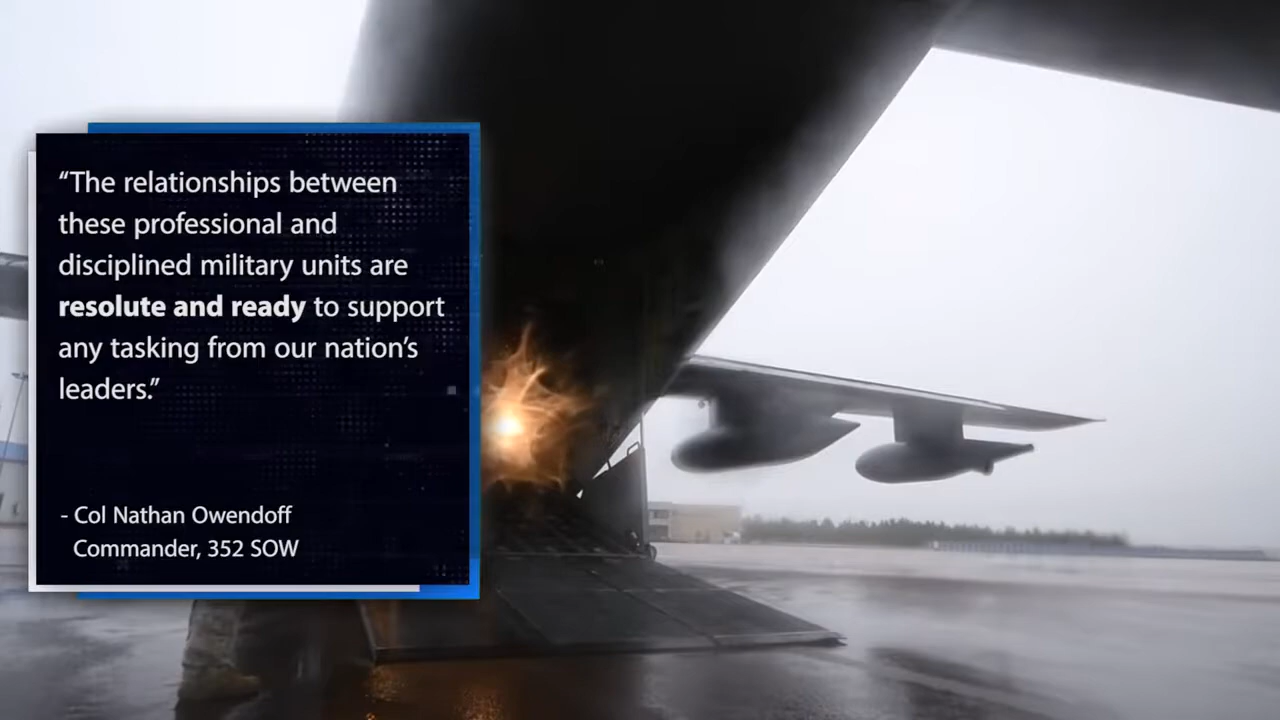 “The relationships between
these professional and
disciplined military units are
resolute and ready to support
any tasking from our nation’s
leaders.”
- Col Nathan Owendoff
Commander, 352 SOW